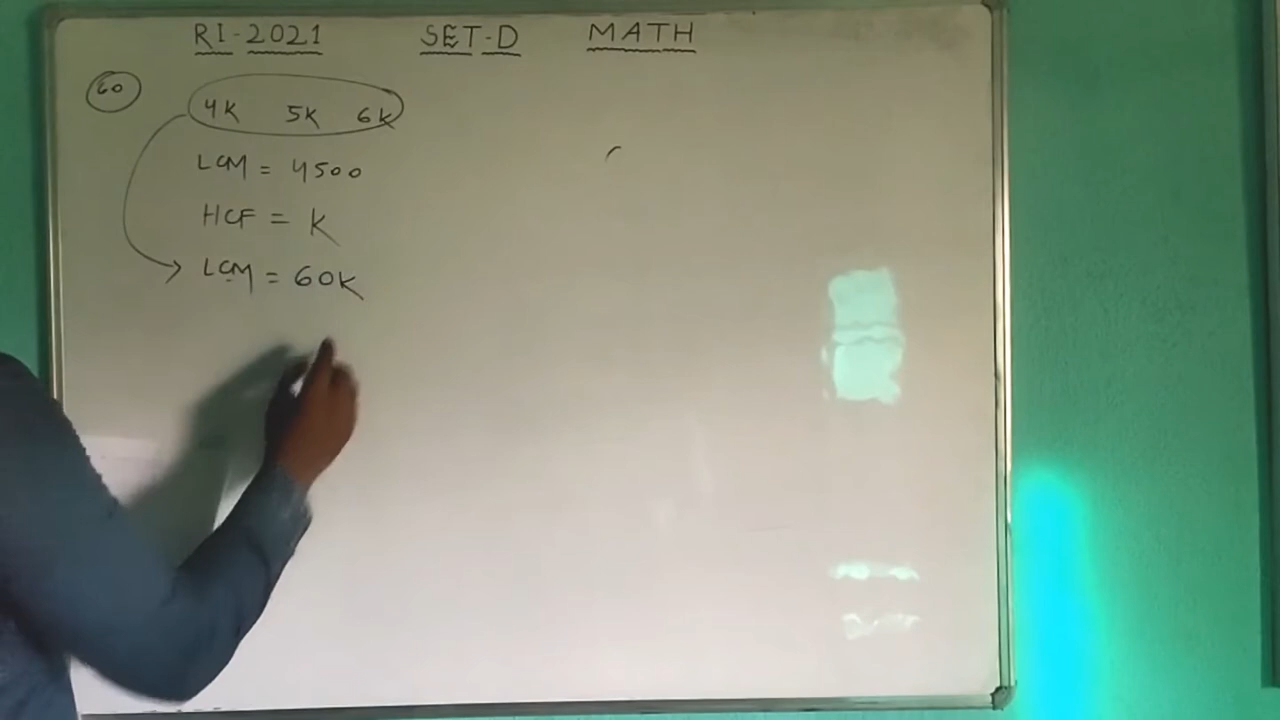 RI-2021 SET-D MATH
60
4K 5K 6K
LCM = 4500
HCF = K
LCM = 60K